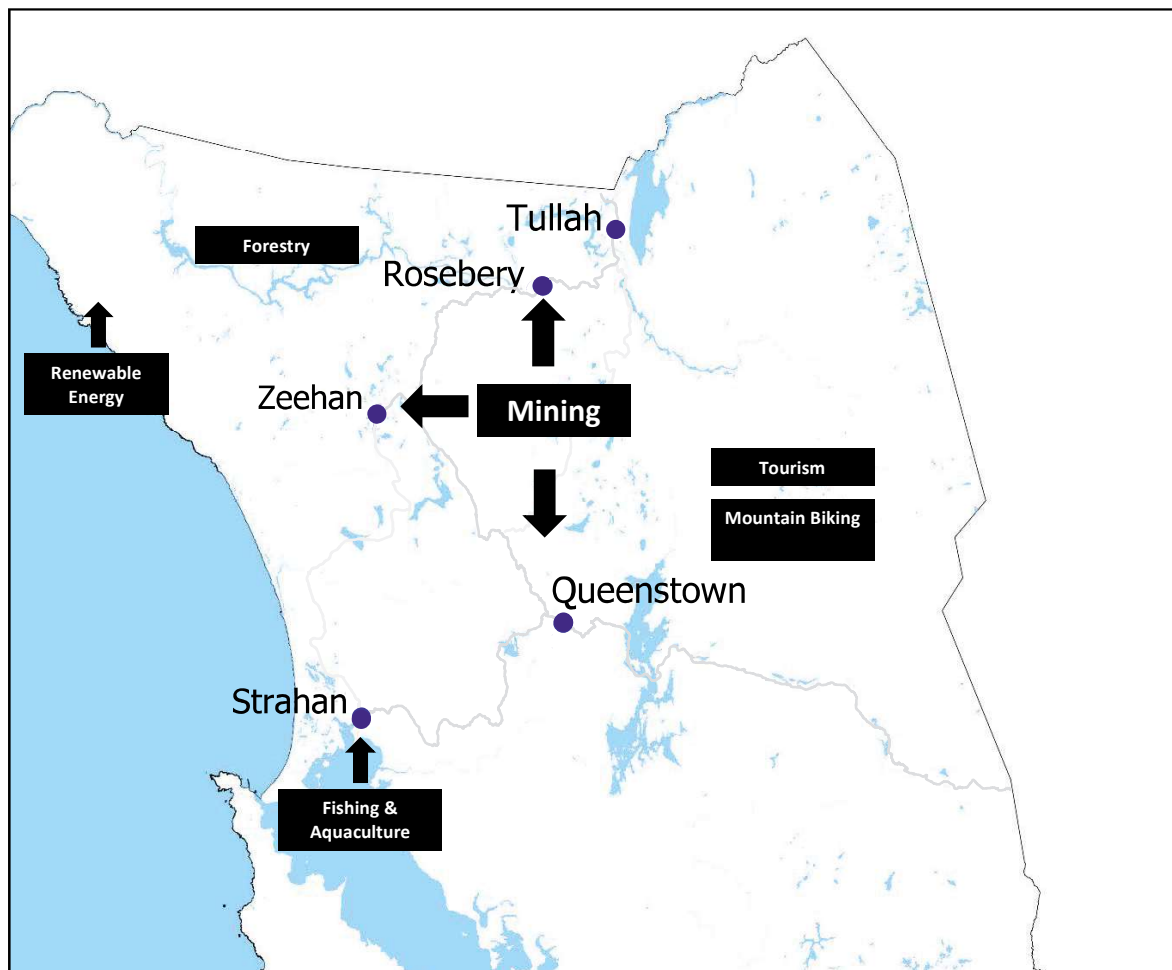 Tullah
Forestry
Rosebery
Renewable
Energy
Zeehan
Mining
Tourism
Mountain Biking
Queenstown
Strahan
Fishing &
Aquaculture